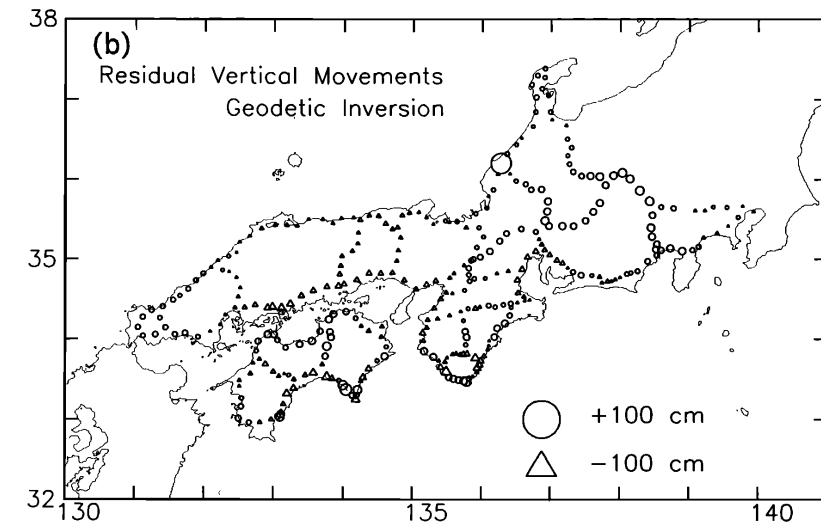 38
(b)
Residual Vertical Movements
Geodetic Inversion
35
+100 cm
−100 cm
32
130
135
140